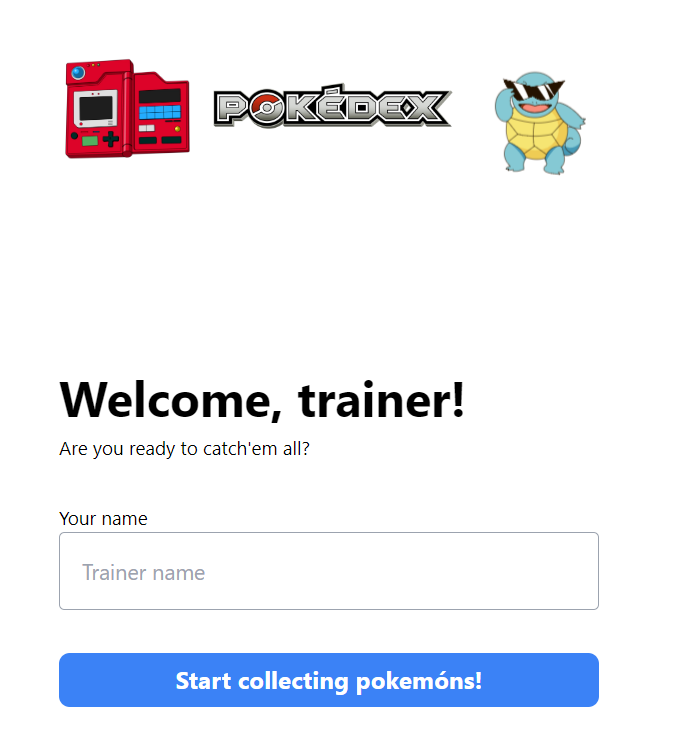 POKÉDEX
Welcome, trainer!
Are you ready to catch'em all?
Your name
Trainer name
Start collecting pokemóns!